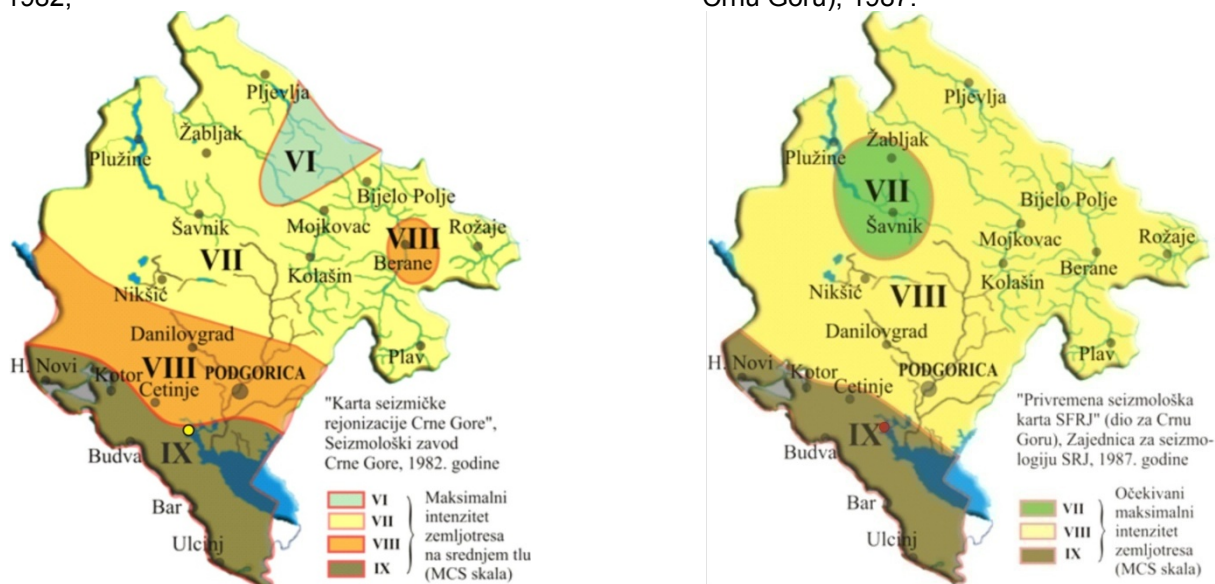 1982,
Crnu Goru), 1987.
Pljevlja
Žabljak
Plužine
VI
Bijelo Polje
Šavnik
Mojkovac
VIII
Rožaje
Berane
VII
Kolašin
Nikšić
Danilovgrad
Plav
H. Novi
Kotor
VIII
PODGORICA
Cetinje
Budva
IX
Bar
Ulcinj
"Karta seizmičke
rejonizacije Crne Gore",
Seizmološki zavod
Crne Gore, 1982. godine
VI
VII
VIII
IX
Maksimalni
intenzitet
zemljotresa
na srednjem tlu
(MCS skala)
Pljevlja
Žabljak
Plužine
VII
Bijelo Polje
Šavnik
Mojkovac
Rožaje
Berane
Kolašin
Nikšić
VIII
Danilovgrad
Plav
H. Novi
Kotor
PODGORICA
Cetinje
IX
Budva
Bar
Ulcinj
"Privremena seizmološka
karta SFRJ" (dio za Crnu
Goru), Zajednica za seizmo-
logiju SRJ, 1987. godine
VII
VIII
IX
Očekivani
maksimalni
intenzitet
zemljotresa
(MCS skala)